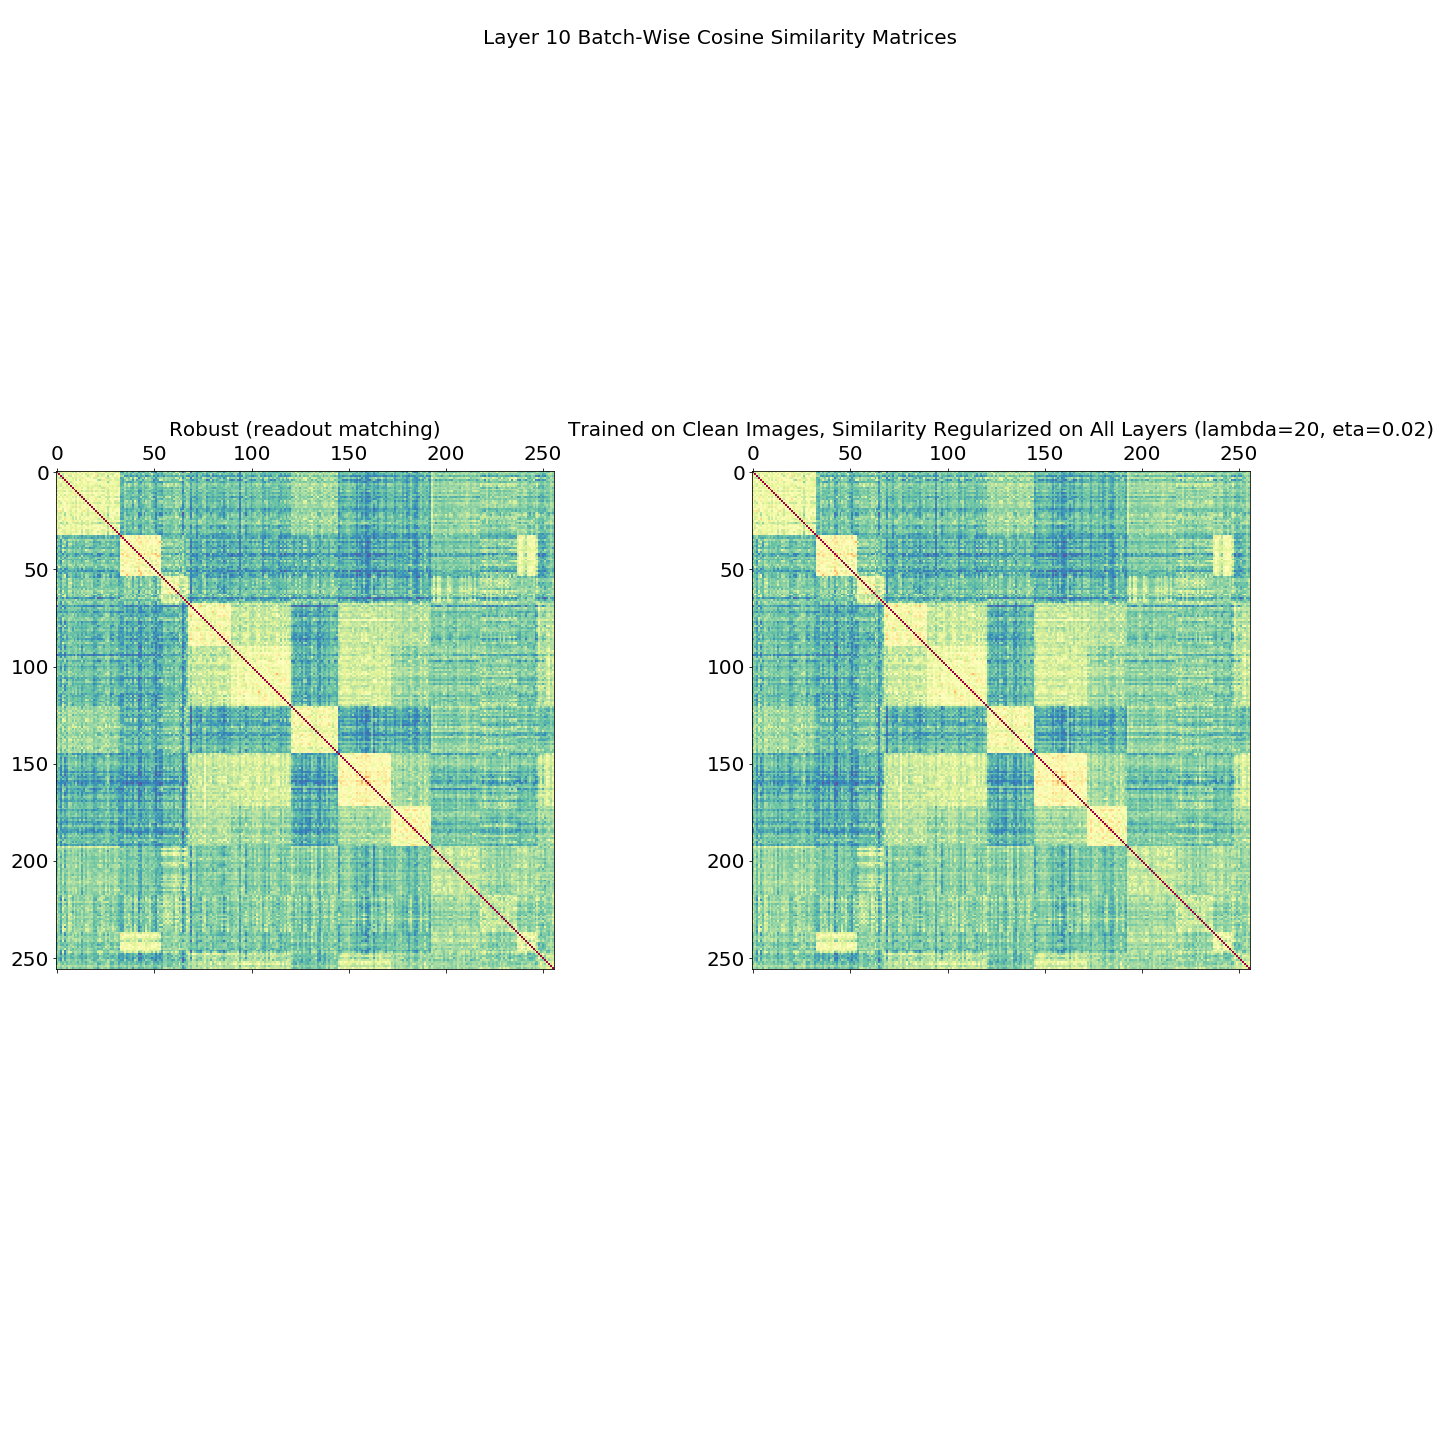 Layer 10 Batch-Wise Cosine Similarity Matrices
Robust (readout matching)
Trained on Clean Images, Similarity Regularized on All Layers (lambda=20, eta=0.02)
0 50 100 150 200 250
0 50 100 150 200 250
0
50
100
150
200
250
0
50
100
150
200
250